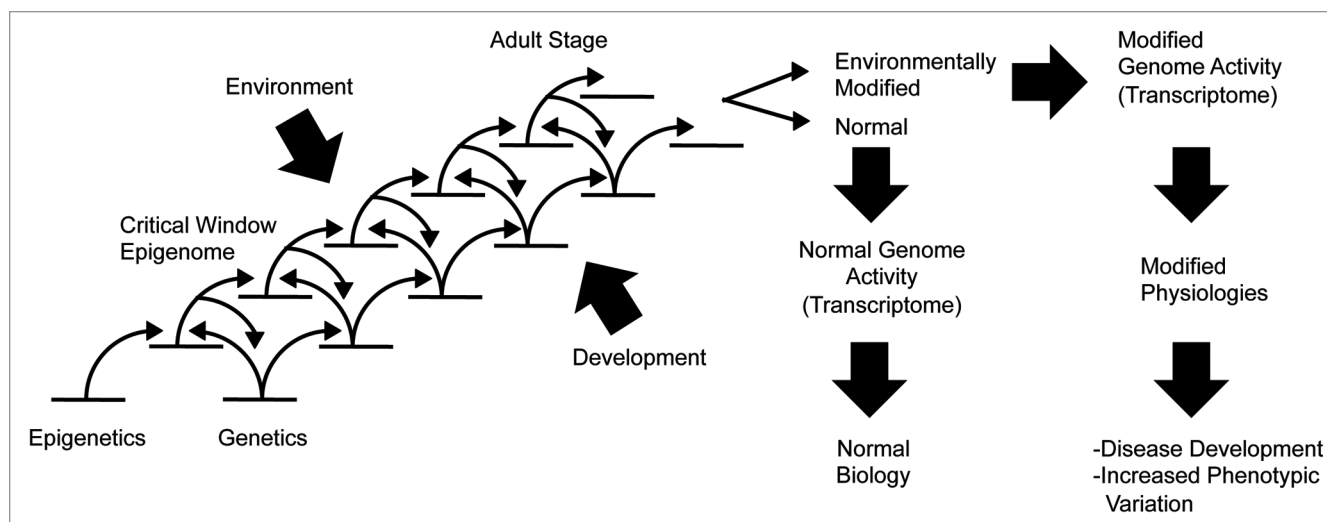 Adult Stage
Environment
Critical Window
Epigenome
Development
Epigenetics
Genetics
Environmentally
Modified
Normal
Normal Genome
Activity
(Transcriptome)
Normal
Biology
Modified
Genome Activity
(Transcriptome)
Modified
Physiologies
-Disease Development
-Increased Phenotypic
Variation